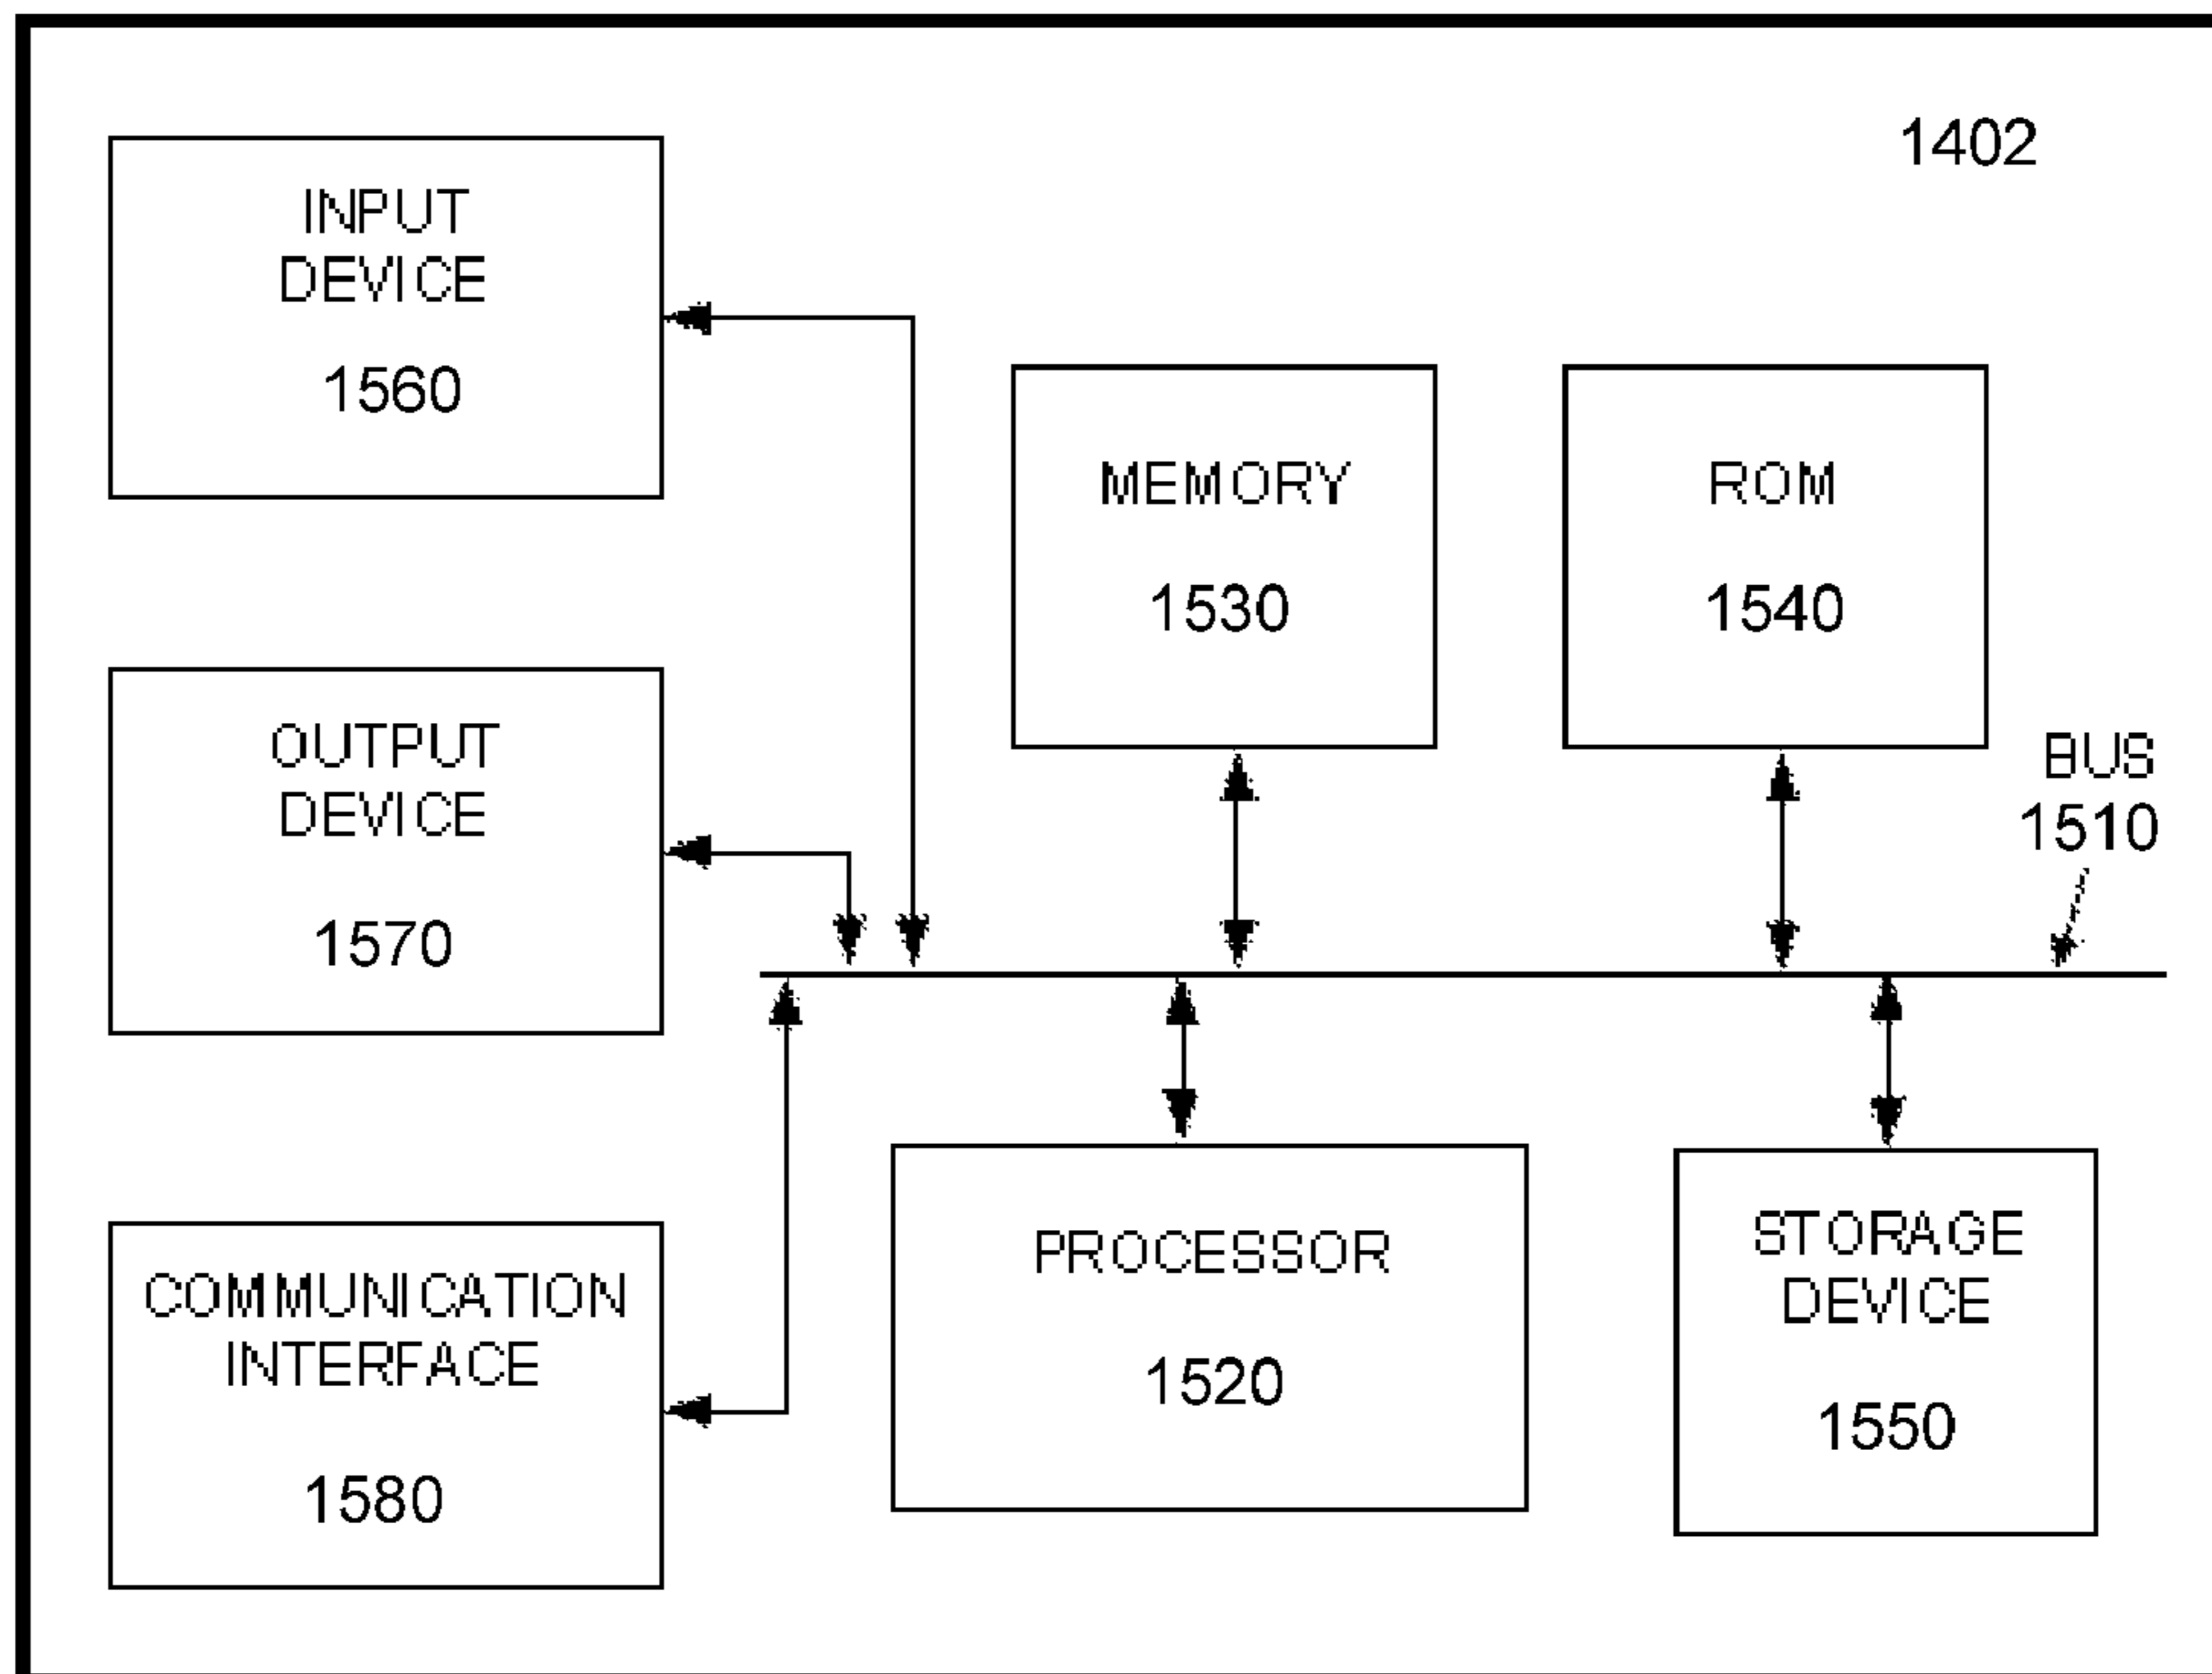 1402
INPUT
DEVICE
1560
MEMORY
1530
ROM
1540
OUTPUT
DEVICE
1570
BUS
1510
COMMUNICATION
INTERFACE
1580
PROCESSOR
1520
STORAGE
DEVICE
1550